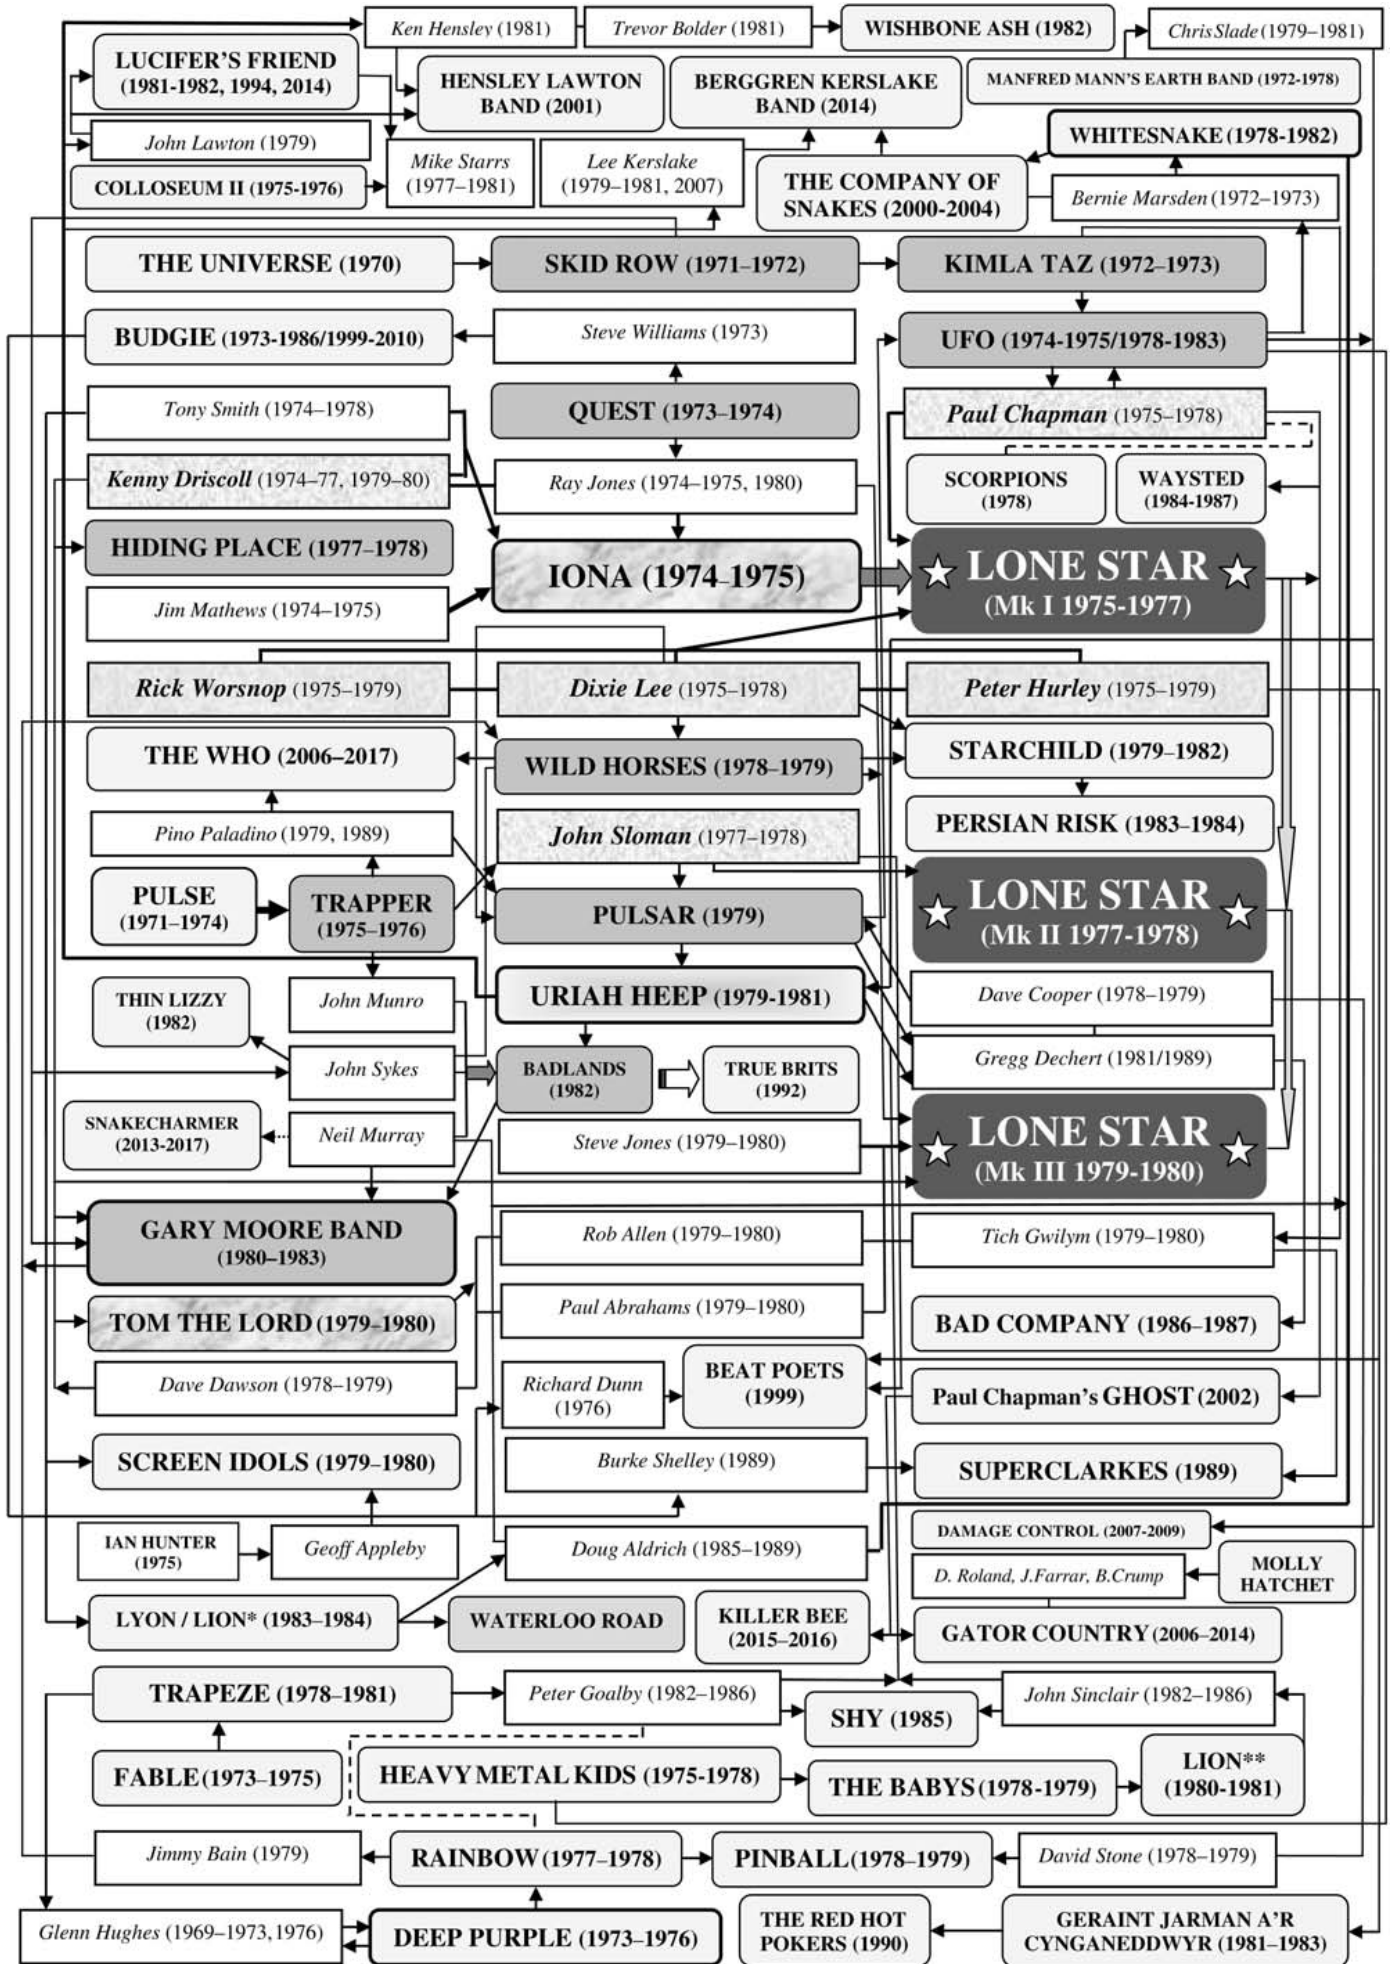 Ken Hensley (1981)
Trevor Bolder (1981)
WISHBONE ASH (1982)
Chris Slade (1979–1981)
LUCIFER'S FRIEND
(1981-1982, 1994, 2014)
HENSLEY LAWTON
BAND (2001)
BERGGREN KERSLAKE
BAND (2014)
MANFRED MANN'S EARTH BAND (1972-1978)
WHITESNAKE (1978-1982)
John Lawton (1979)
Mike Starrs
(1977–1981)
Lee Kerslake
(1979–1981, 2007)
THE COMPANY OF
SNAKES (2000-2004)
COLLOSEUM II (1975-1976)
Bernie Marsden (1972–1973)
THE UNIVERSE (1970)
SKID ROW (1971–1972)
KIMLA TAZ (1972–1973)
BUDGIE (1973-1986/1999-2010)
Steve Williams (1973)
UFO (1974-1975/1978-1983)
Tony Smith (1974–1978)
QUEST (1973–1974)
Paul Chapman (1975–1978)
Kenny Driscoll (1974–77, 1979–80)
Ray Jones (1974–1975, 1980)
SCORPIONS
(1978)
WAYSTED
(1984-1987)
HIDING PLACE (1977–1978)
IONA (1974–1975)
LONE STAR
(Mk I 1975-1977)
Jim Mathews (1974–1975)
Rick Worsnop (1975–1979)
Dixie Lee (1975–1978)
Peter Hurley (1975–1979)
THE WHO (2006–2017)
WILD HORSES (1978–1979)
STARCHILD (1979–1982)
Pino Paladino (1979, 1989)
John Sloman (1977–1978)
PERSIAN RISK (1983–1984)
PULSE
(1971–1974)
TRAPPER
(1975–1976)
PULSAR (1979)
LONE STAR
(Mk II 1977-1978)
THIN LIZZY
(1982)
John Munro
URIAH HEEP (1979-1981)
Dave Cooper (1978–1979)
John Sykes
BADLANDS
(1982)
TRUE BRITS
(1992)
Gregg Dechert (1981/1989)
SNAKECHARMER
(2013-2017)
Neil Murray
Steve Jones (1979–1980)
LONE STAR
(Mk III 1979-1980)
GARY MOORE BAND
(1980–1983)
Rob Allen (1979–1980)
Tich Gwilym (1979–1980)
TOM THE LORD (1979–1980)
Paul Abrahams (1979–1980)
BAD COMPANY (1986–1987)
Dave Dawson (1978–1979)
Richard Dunn
(1976)
BEAT POETS
(1999)
Paul Chapman's GHOST (2002)
SCREEN IDOLS (1979–1980)
Burke Shelley (1989)
SUPERCLARKES (1989)
IAN HUNTER
(1975)
Geoff Appleby
Doug Aldrich (1985–1989)
DAMAGE CONTROL (2007-2009)
D. Roland, J.Farrar, B.Crump
MOLLY
HATCHET
LYON / LION* (1983–1984)
WATERLOO ROAD
KILLER BEE
(2015–2016)
GATOR COUNTRY (2006–2014)
TRAPEZE (1978–1981)
Peter Goalby (1982–1986)
SHY (1985)
John Sinclair (1982–1986)
FABLE (1973–1975)
HEAVY METAL KIDS (1975-1978)
THE BABYS (1978-1979)
LION**
(1980-1981)
Jimmy Bain (1979)
RAINBOW (1977–1978)
PINBALL (1978–1979)
David Stone (1978–1979)
Glenn Hughes (1969–1973, 1976)
DEEP PURPLE (1973–1976)
THE RED HOT
POKERS (1990)
GERAINT JARMAN A'R
CYNGANEDDWYR (1981–1983)